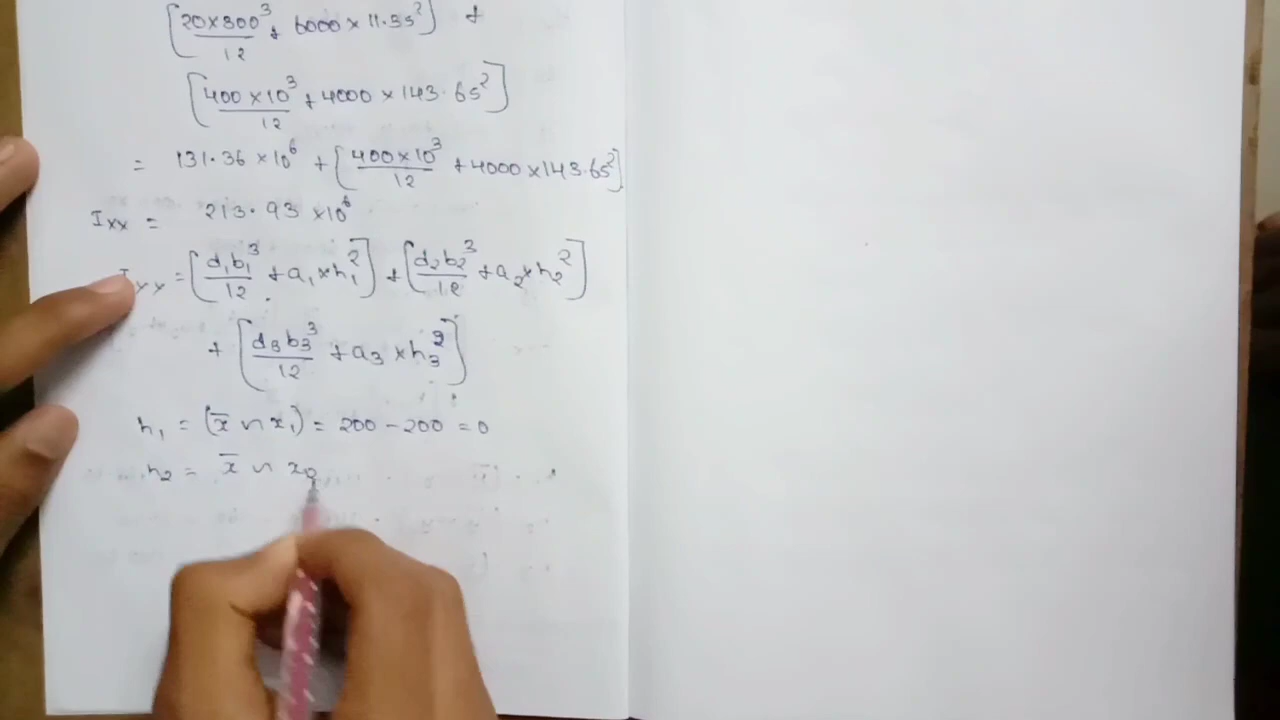 [20×300³/12 + 6000 × 11.35²] +
[400×10³/12 + 4000 × 143.65²]
= 131.36 ×10⁶ + [400×10³/12 + 4000 ×143.65²]
Ixx = 213.93 ×10⁶
Iyy = [d₁b₁³/12 + a₁×h₁²] + [d₂b₂³/12 + a₂×h₂²]
+ [d₃b₃³/12 + a₃ ×h₃²]
h₁ = (x̄ ∽ x₁) = 200 - 200 = 0
h₂ = x̄ ∽ x₂